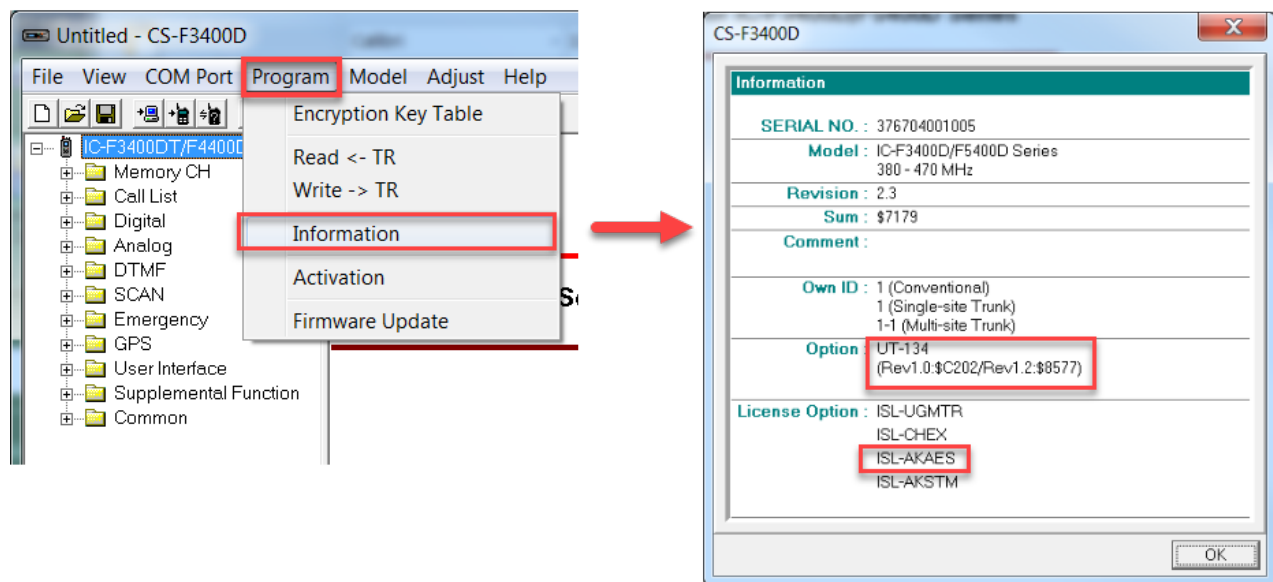 Untitled - CS-F3400D
File View COM Port Program Model Adjust Help
Encryption Key Table
Read <- TR
Write -> TR
Information
Activation
Firmware Update
IC-F3400DT/F4400D
Memory CH
Call List
Digital
Analog
DTMF
SCAN
Emergency
GPS
User Interface
Supplemental Function
Common
CS-F3400D
Information
SERIAL NO. : 376704001005
Model : IC-F3400D/F5400D Series
380 - 470 MHz
Revision : 2.3
Sum : $7179
Comment :
Own ID : 1 (Conventional)
1 (Single-site Trunk)
1-1 (Multi-site Trunk)
Option : UT-134
(Rev1.0:$C202/Rev1.2:$8577)
License Option : ISL-UGMTR
ISL-CHEX
ISL-AKAES
ISL-AKSTM
OK